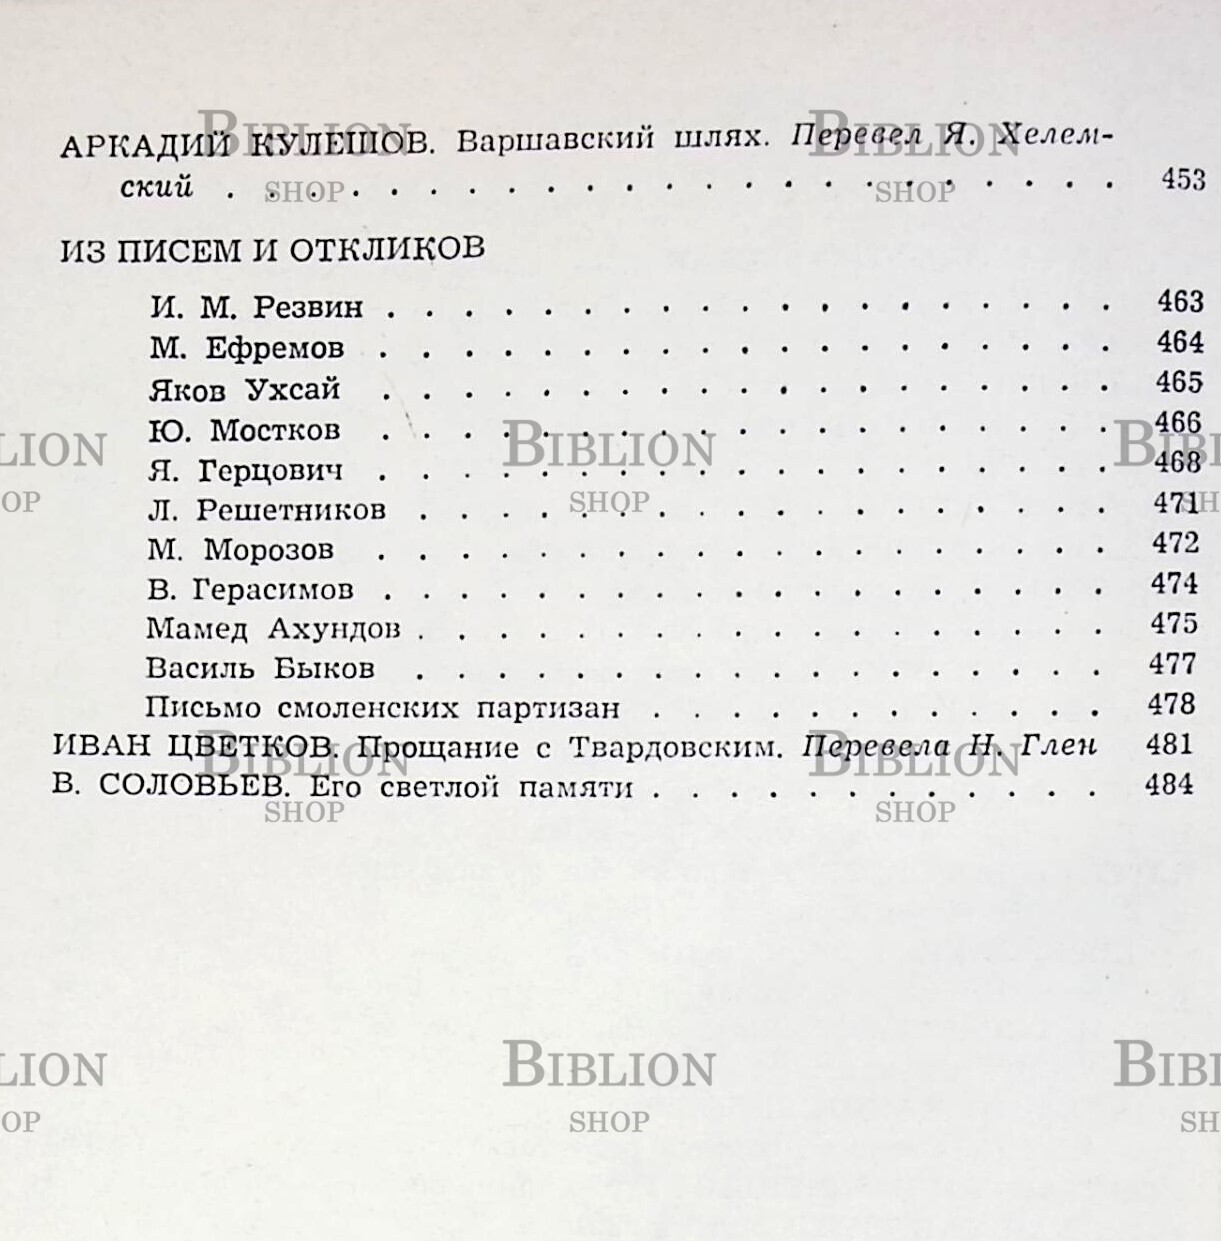 АРКАДИЙ КУЛЕШОВ. Варшавский шлях. Перевел Я. Хелем-
ский . . . . . . . . . . . . . . . . . . . . . . . 453
ИЗ ПИСЕМ И ОТКЛИКОВ
И. М. Резвин . . . . . . . . . . . . . . . . . . . 463
М. Ефремов . . . . . . . . . . . . . . . . . . . 464
Яков Ухсай . . . . . . . . . . . . . . . . . . . 465
Ю. Мостков . . . . . . . . . . . . . . . . . . . 466
Я. Герцович . . . . . . . . . . . . . . . . . . . 468
Л. Решетников . . . . . . . . . . . . . . . . . . 471
М. Морозов . . . . . . . . . . . . . . . . . . . 472
В. Герасимов . . . . . . . . . . . . . . . . . . . 474
Мамед Ахундов . . . . . . . . . . . . . . . . . . 475
Василь Быков . . . . . . . . . . . . . . . . . . 477
Письмо смоленских партизан . . . . . . . . . . . . 478
ИВАН ЦВЕТКОВ. Прощание с Твардовским. Перевела Н. Глен 481
В. СОЛОВЬЕВ. Его светлой памяти . . . . . . . . . . . . 484
BIBLION
SHOP